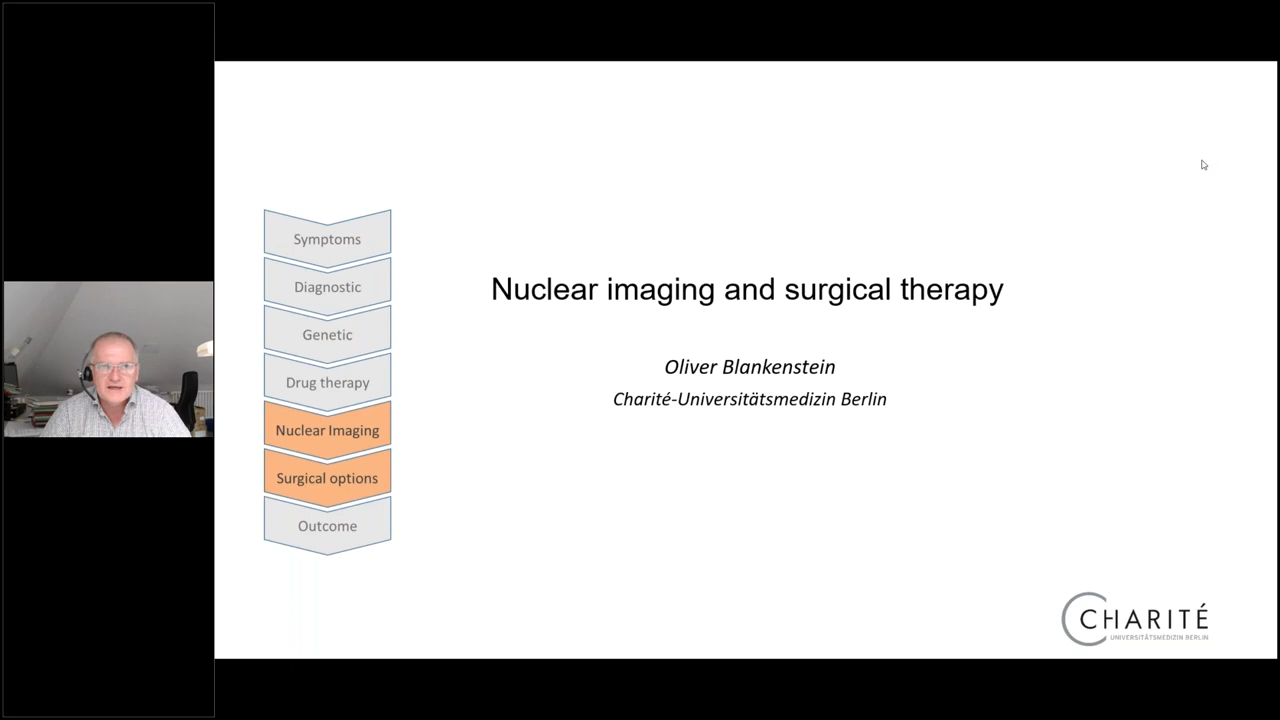 Symptoms
Diagnostic
Genetic
Drug therapy
Nuclear Imaging
Surgical options
Outcome
Nuclear imaging and surgical therapy
Oliver Blankenstein
Charité-Universitätsmedizin Berlin
CHARITÉ
UNIVERSITÄTSMEDIZIN BERLIN